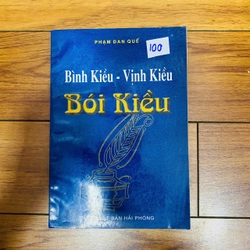 PHẠM ĐAN QUẾ
100
Bình Kiều - Vịnh Kiều
Bói Kiều
BẢN HẢI PHÒNG